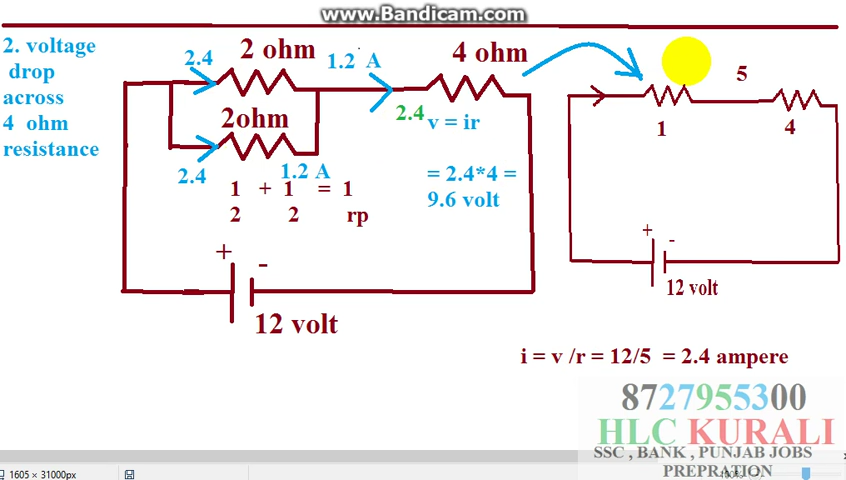 www.Bandicam.com
2. voltage
drop
across
4 ohm
resistance
2.4
2 ohm
1.2 A
4 ohm
2ohm
2.4
1.2 A
2.4
v = ir
= 2.4*4 =
9.6 volt
1 + 1 = 1
2 2 rp
+ -
12 volt
5
1
4
+ -
12 volt
i = v /r = 12/5 = 2.4 ampere
8727955300
HLC KURALI
SSC , BANK , PUNJAB JOBS
PREPRATION
1605 × 31000px